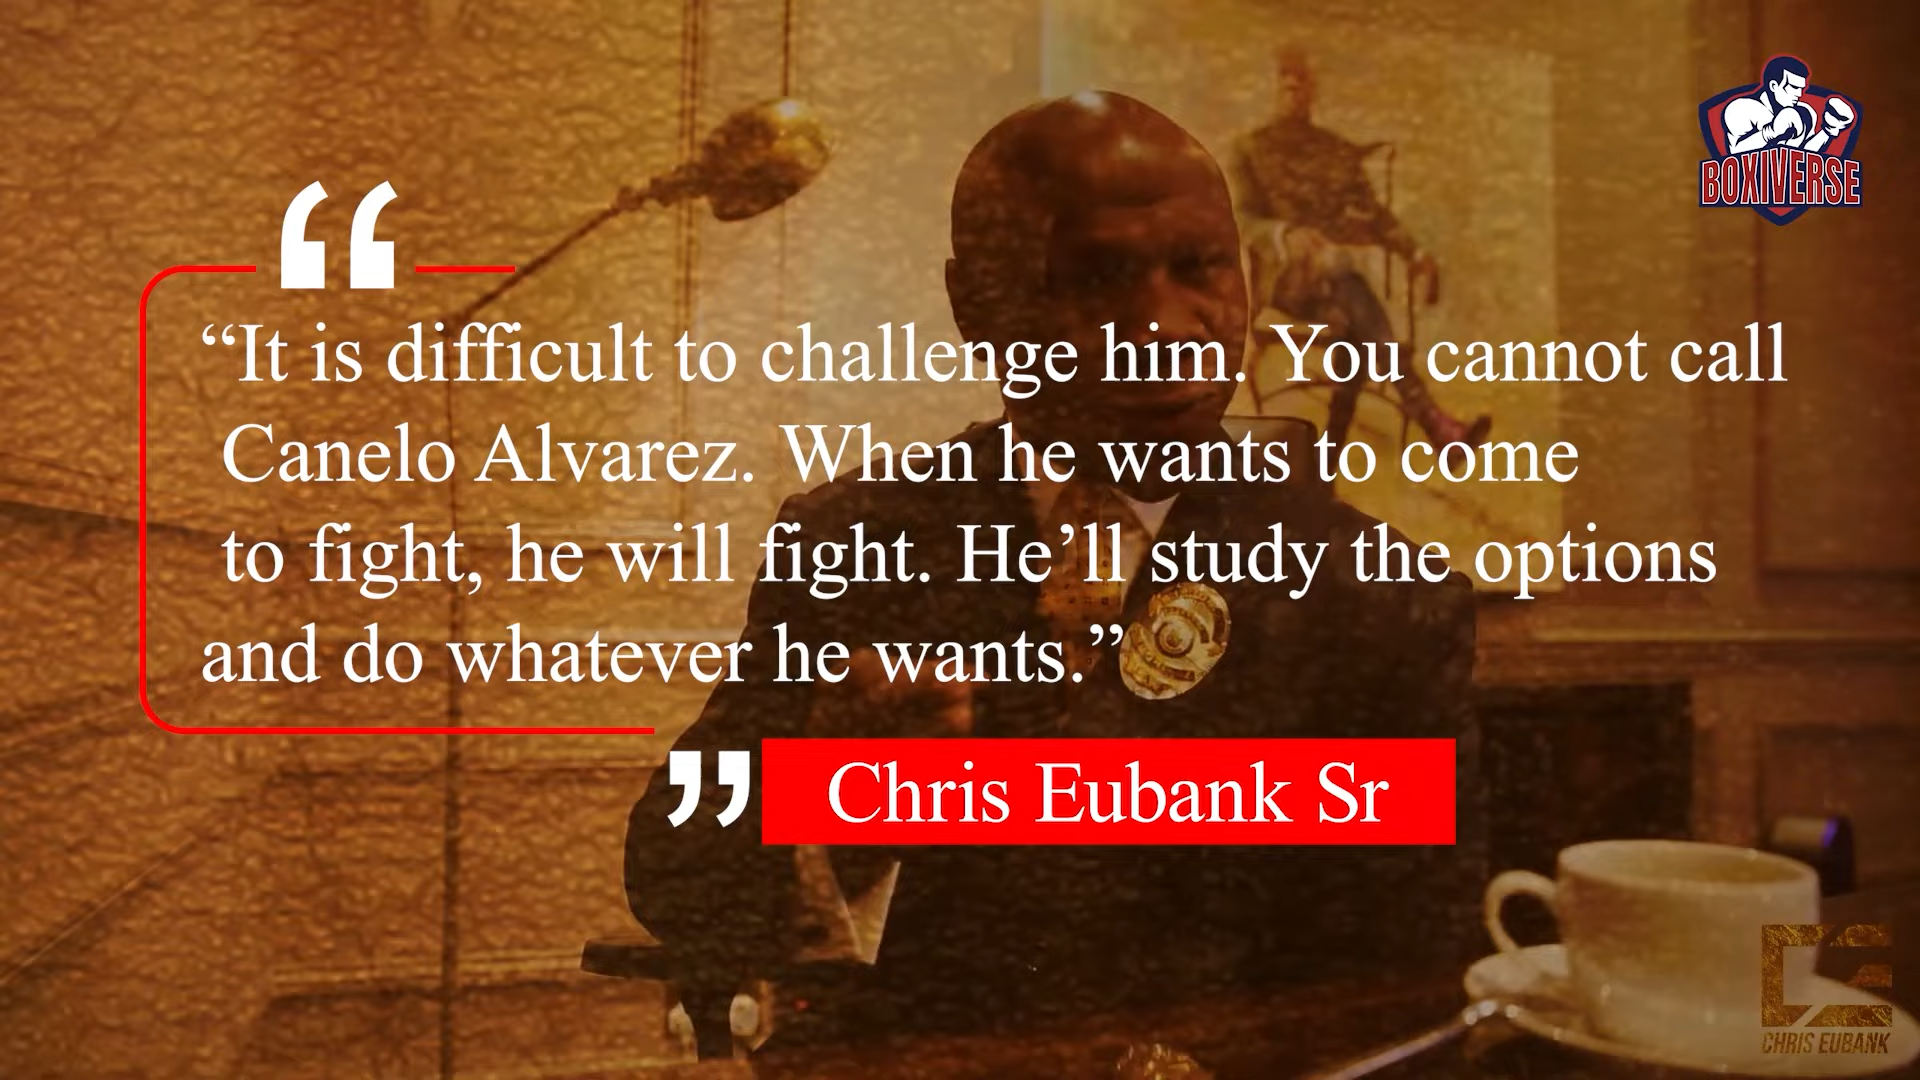 BOXIVERSE
“It is difficult to challenge him. You cannot call
Canelo Alvarez. When he wants to come
to fight, he will fight. He’ll study the options
and do whatever he wants.”
Chris Eubank Sr
CE
CHRIS EUBANK